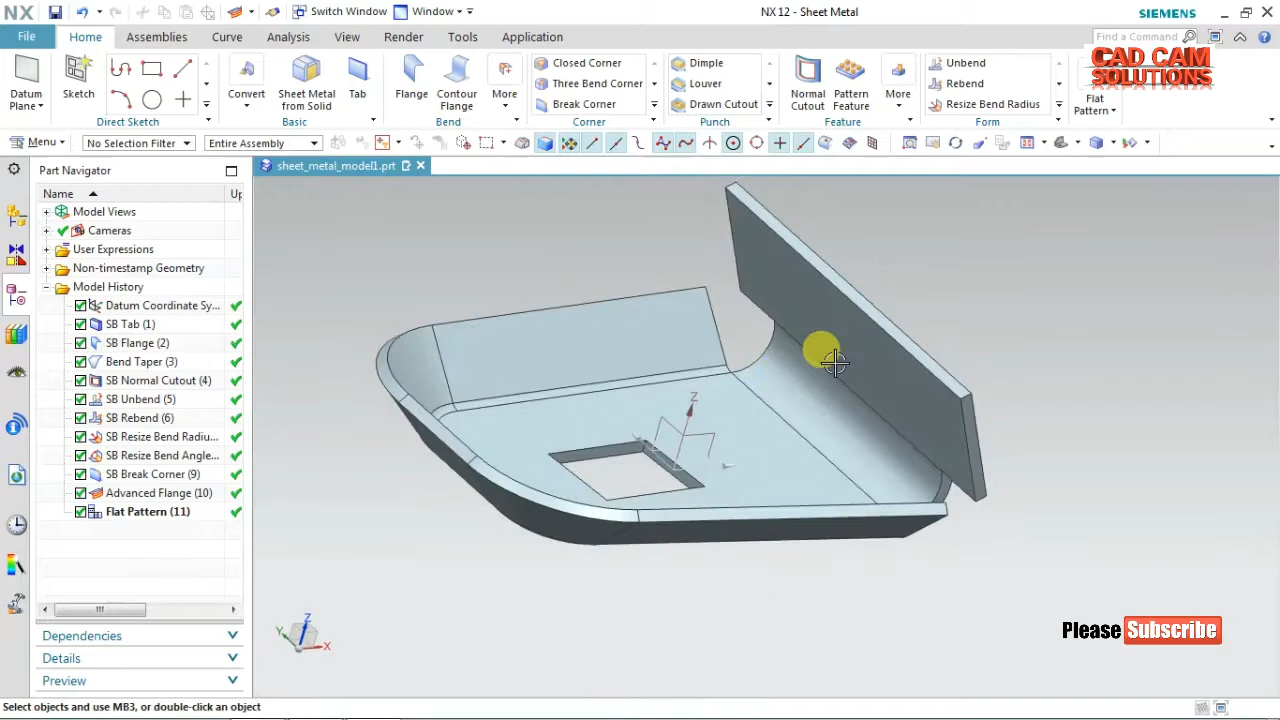 NX
Switch Window
Window
NX 12 - Sheet Metal
SIEMENS
File
Home
Assemblies
Curve
Analysis
View
Render
Tools
Application
Find a Command
CAD CAM
SOLUTIONS
Datum
Plane
Sketch
Direct Sketch
Convert
Sheet Metal
from Solid
Tab
Basic
Flange
Contour
Flange
More
Bend
Closed Corner
Three Bend Corner
Break Corner
Corner
Dimple
Louver
Drawn Cutout
Punch
Normal
Cutout
Pattern
Feature
More
Feature
Unbend
Rebend
Resize Bend Radius
Form
Flat
Pattern
Menu
No Selection Filter
Entire Assembly
Part Navigator
sheet_metal_model1.prt
Name
Up
Model Views
Cameras
User Expressions
Non-timestamp Geometry
Model History
Datum Coordinate Sy...
SB Tab (1)
SB Flange (2)
Bend Taper (3)
SB Normal Cutout (4)
SB Unbend (5)
SB Rebend (6)
SB Resize Bend Radiu...
SB Resize Bend Angle...
SB Break Corner (9)
Advanced Flange (10)
Flat Pattern (11)
Dependencies
Details
Preview
Z
Z
Y
X
Please Subscribe
Select objects and use MB3, or double-click an object